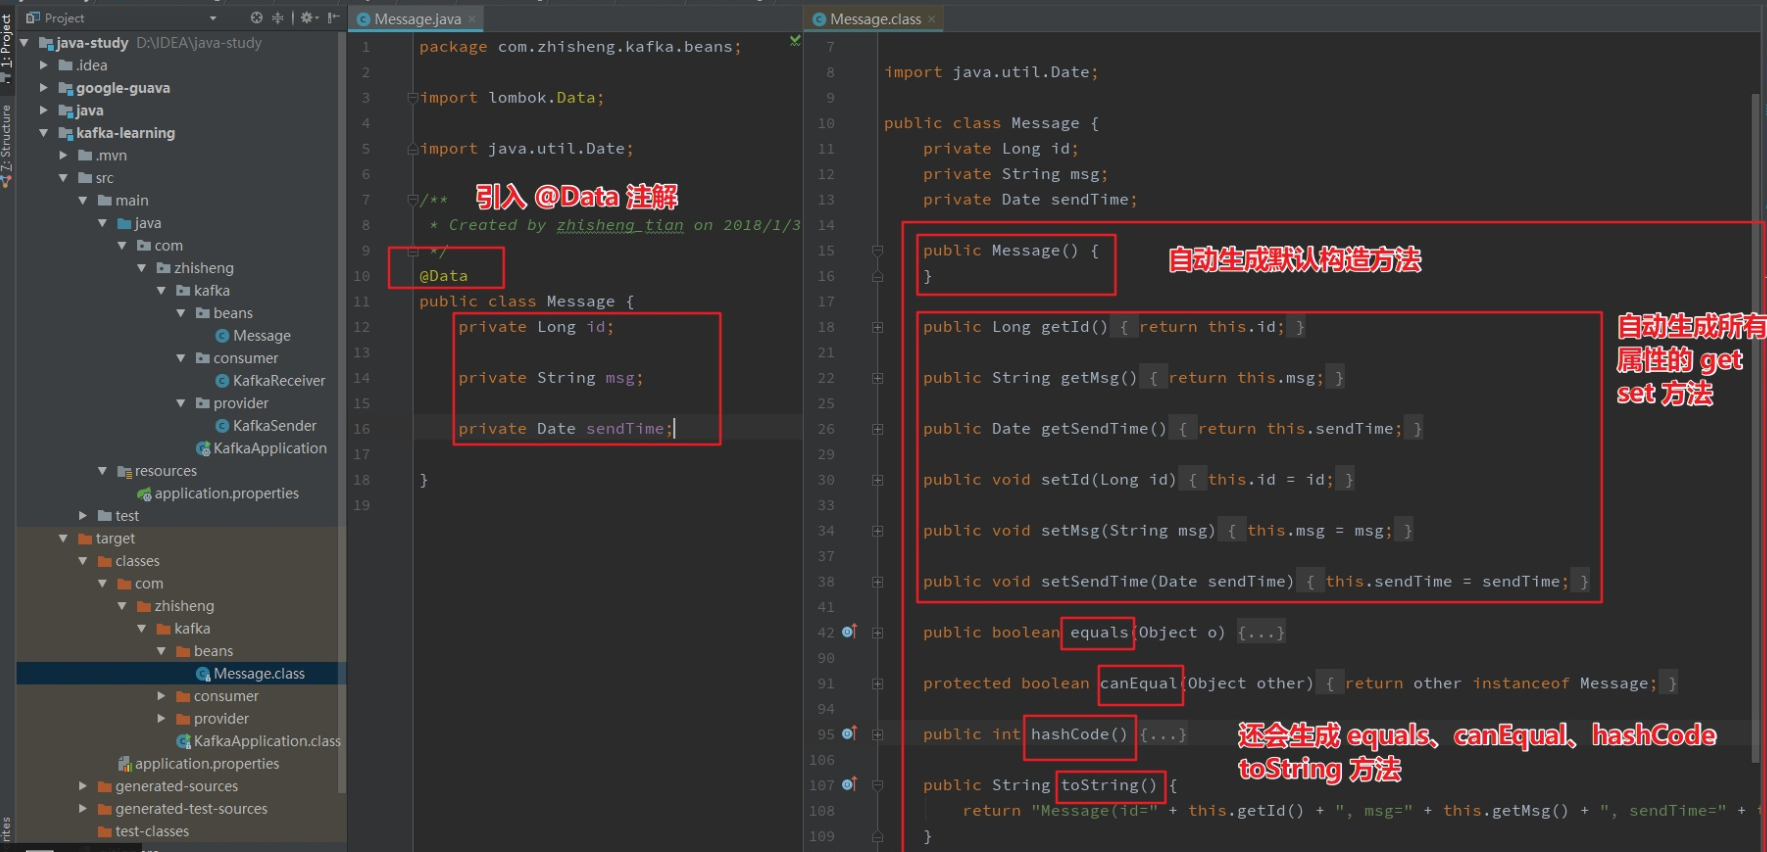 Project
1: Project
7: Structure
rites
java-study D:\IDEA\java-study
.idea
google-guava
java
kafka-learning
.mvn
src
main
java
com
zhisheng
kafka
beans
Message
consumer
KafkaReceiver
provider
KafkaSender
KafkaApplication
resources
application.properties
test
target
classes
com
zhisheng
kafka
beans
Message.class
consumer
provider
KafkaApplication.class
application.properties
generated-sources
generated-test-sources
test-classes
Message.java
1 package com.zhisheng.kafka.beans;
2
3 import lombok.Data;
4
5 import java.util.Date;
6
7 /**
引入 @Data 注解
8 * Created by zhisheng_tian on 2018/1/3
9 */
10 @Data
11 public class Message {
12 private Long id;
13
14 private String msg;
15
16 private Date sendTime;
17
18 }
19
Message.class
7
8 import java.util.Date;
9
10 public class Message {
11 private Long id;
12 private String msg;
13 private Date sendTime;
14
15 public Message() {
16 }
自动生成默认构造方法
17
18 public Long getId() { return this.id; }
21
22 public String getMsg() { return this.msg; }
25
26 public Date getSendTime() { return this.sendTime; }
29
30 public void setId(Long id) { this.id = id; }
33
34 public void setMsg(String msg) { this.msg = msg; }
37
38 public void setSendTime(Date sendTime) { this.sendTime = sendTime; }
自动生成所有
属性的 get
set 方法
41
42 public boolean equals(Object o) {...}
90
91 protected boolean canEqual(Object other) { return other instanceof Message; }
94
95 public int hashCode() {...}
还会生成 equals、canEqual、hashCode
toString 方法
106
107 public String toString() {
108 return "Message(id=" + this.getId() + ", msg=" + this.getMsg() + ", sendTime=" +
109 }